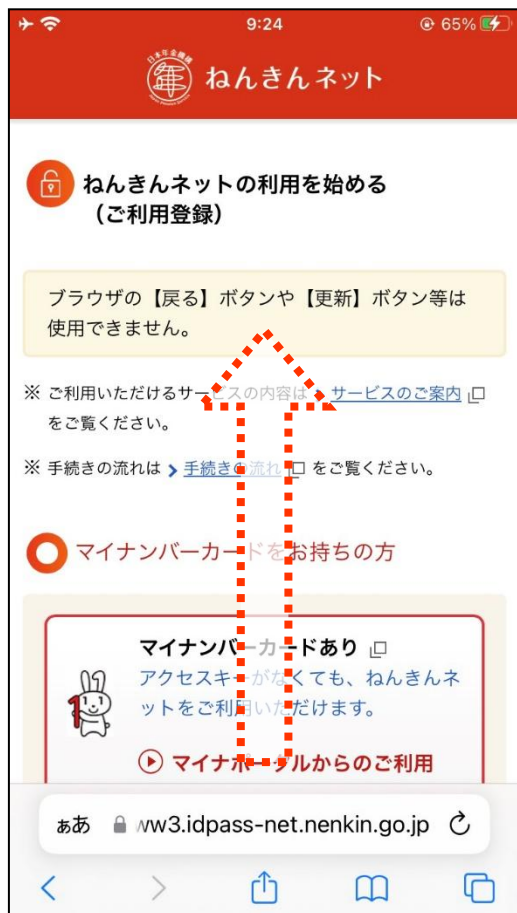 9:24
65%
日本年金機構
年
ねんきんネット
ねんきんネットの利用を始める
（ご利用登録）
ブラウザの【戻る】ボタンや【更新】ボタン等は
使用できません。
※ ご利用いただけるサービスの内容は サービスのご案内
をご覧ください。
※ 手続きの流れは 手続きの流れ をご覧ください。
マイナンバーカードをお持ちの方
マイナンバーカードあり
アクセスキーがなくても、ねんきんネ
ットをご利用いただけます。
マイナポータルからのご利用
ぁあ ww3.idpass-net.nenkin.go.jp